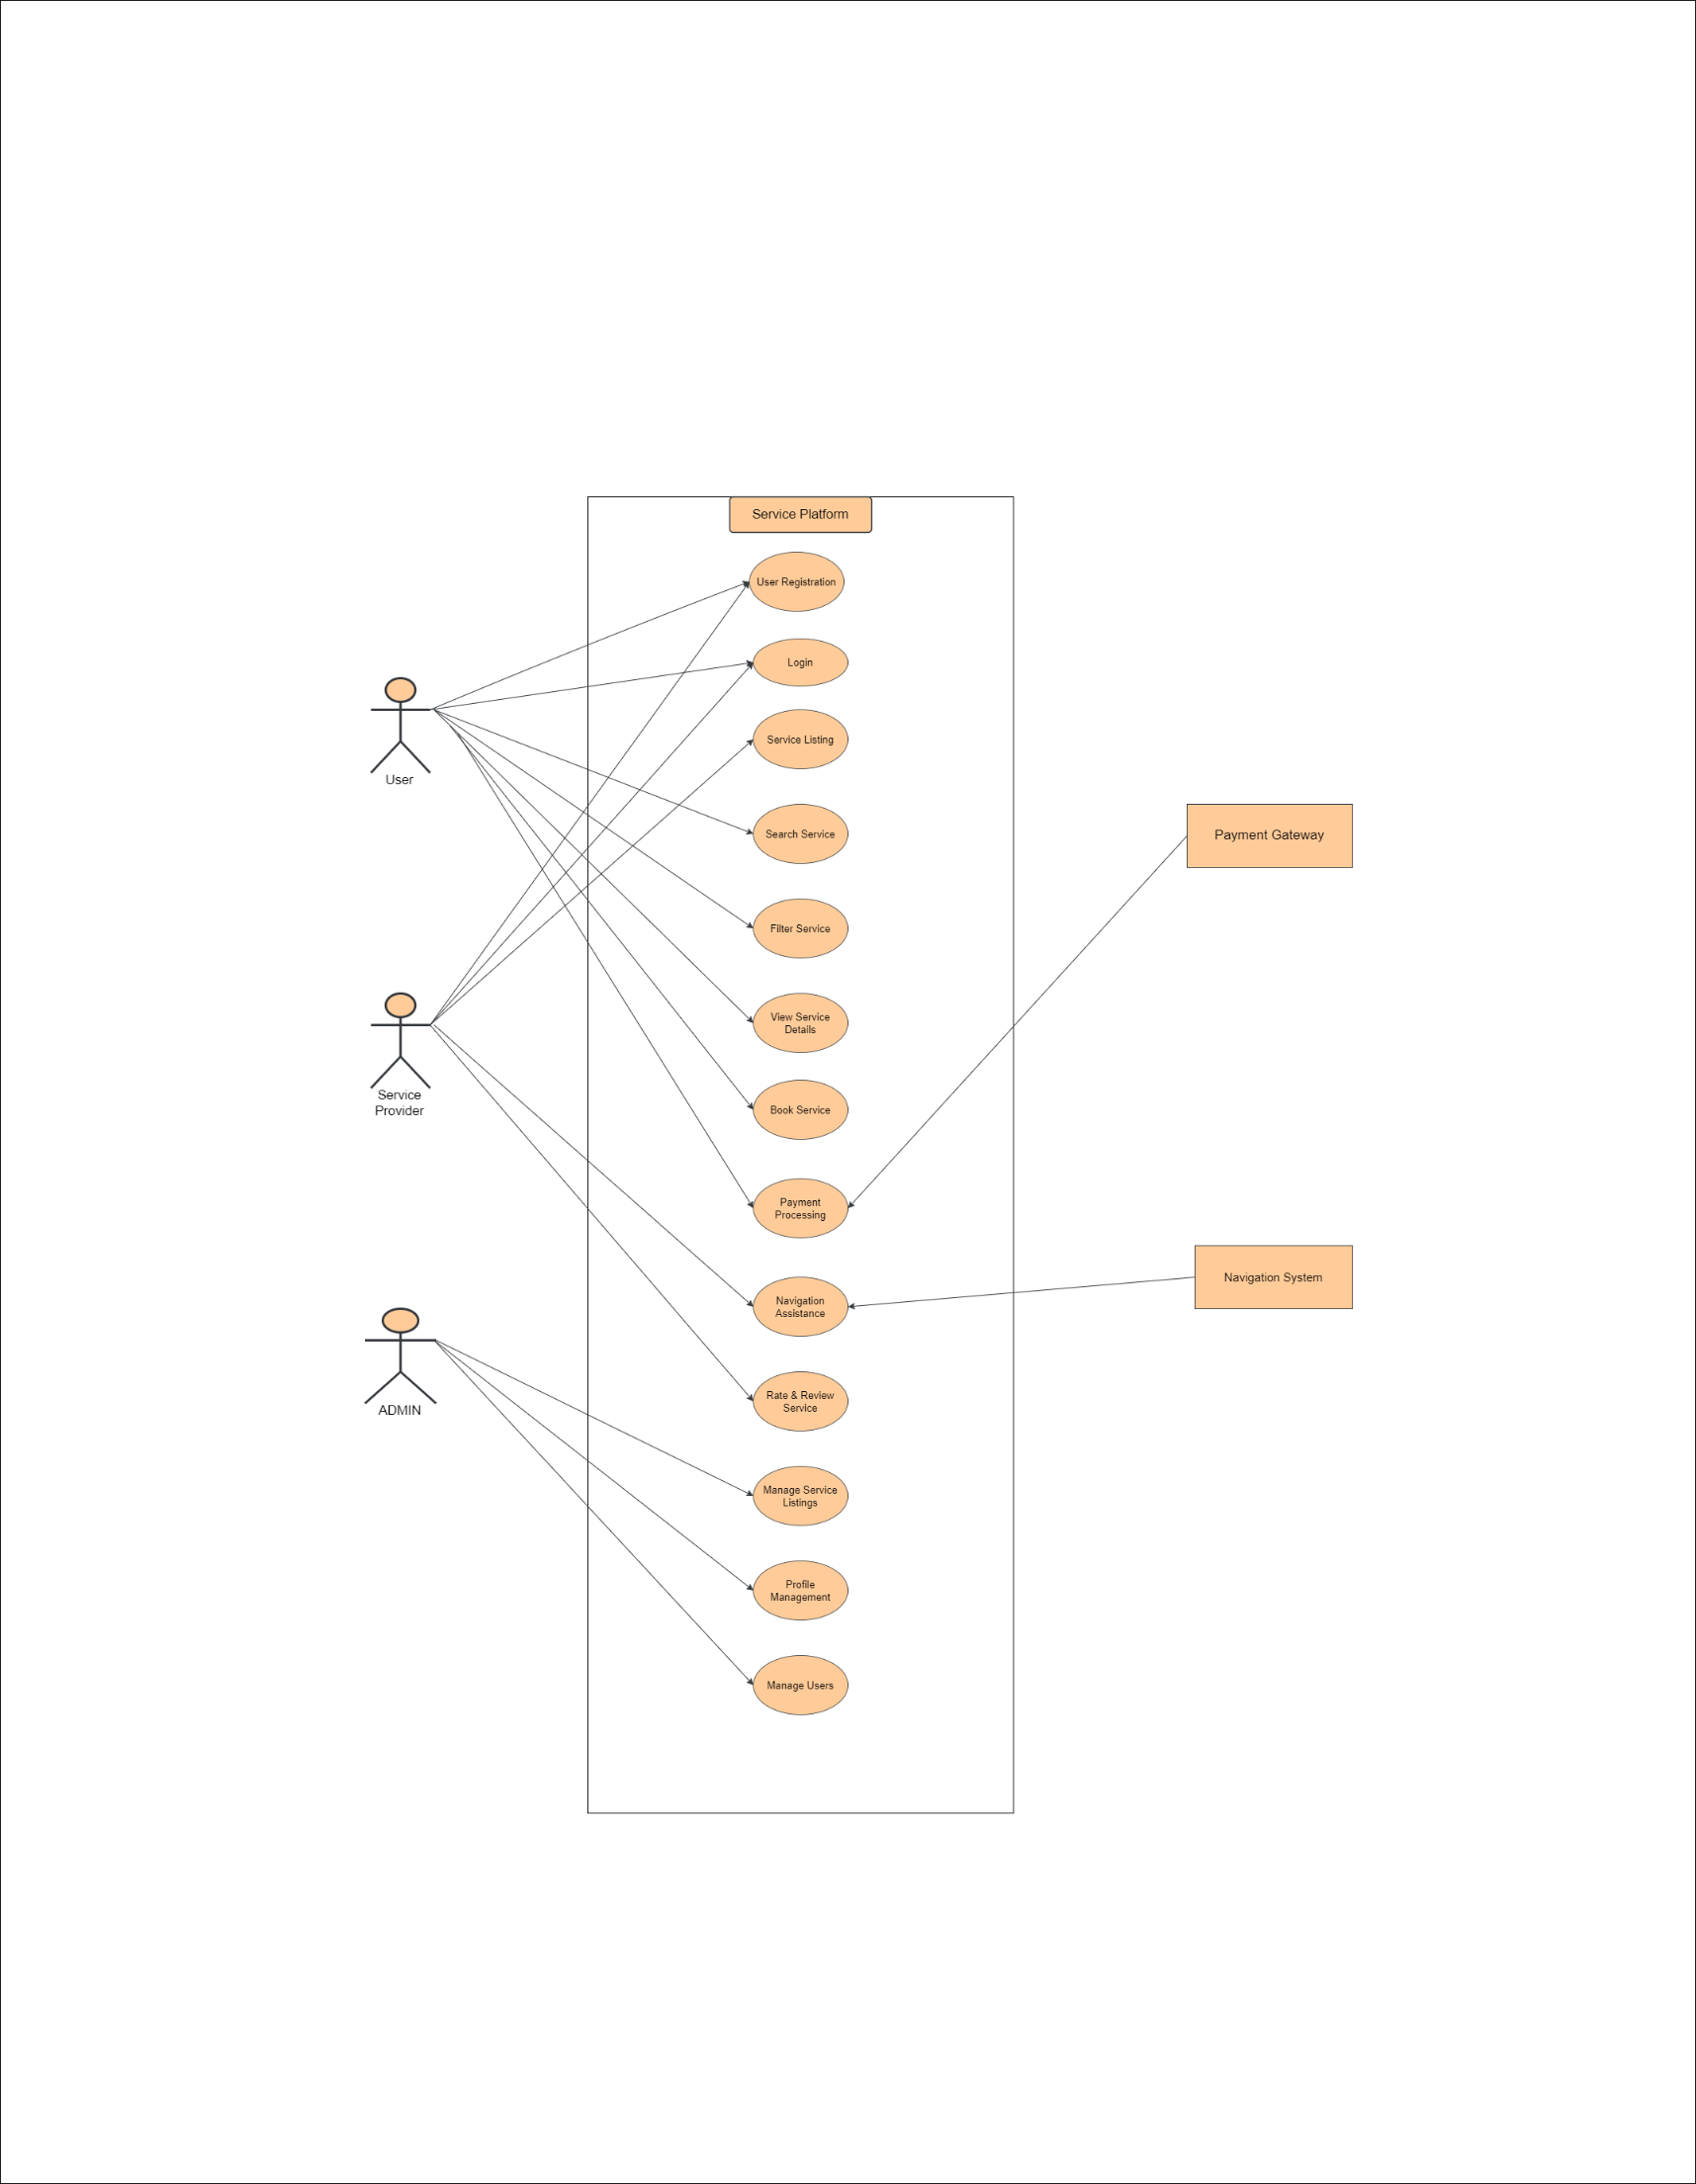 Service Platform
User Registration
Login
Service Listing
Search Service
Filter Service
View Service
Details
Book Service
Payment
Processing
Navigation
Assistance
Rate & Review
Service
Manage Service
Listings
Profile
Management
Manage Users
User
Service
Provider
ADMIN
Payment Gateway
Navigation System